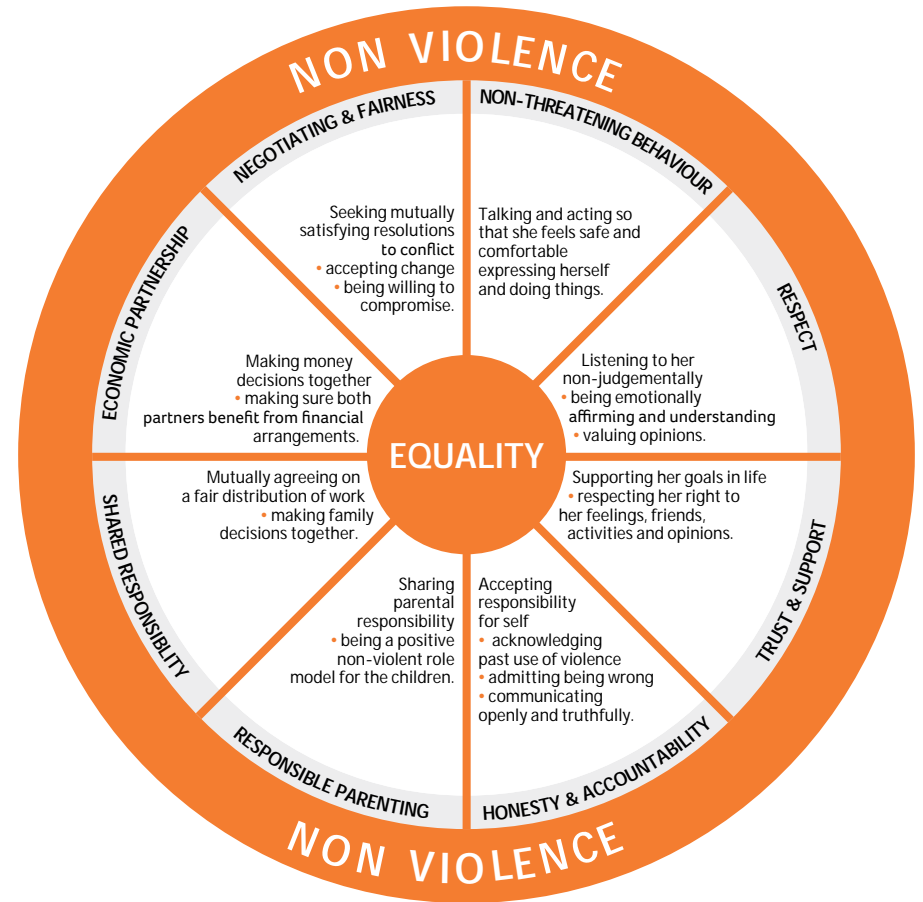 NON VIOLENCE
NEGOTIATING & FAIRNESS
Seeking mutually
satisfying resolutions
to conflict
• accepting change
• being willing to
compromise.
NON-THREATENING BEHAVIOUR
Talking and acting so
that she feels safe and
comfortable
expressing herself
and doing things.
RESPECT
Listening to her
non-judgementally
• being emotionally
affirming and understanding
• valuing opinions.
TRUST & SUPPORT
Supporting her goals in life
• respecting her right to
her feelings, friends,
activities and opinions.
HONESTY & ACCOUNTABILITY
Accepting
responsibility
for self
• acknowledging
past use of violence
• admitting being wrong
• communicating
openly and truthfully.
RESPONSIBLE PARENTING
Sharing
parental
responsibility
• being a positive
non-violent role
model for the children.
SHARED RESPONSIBLITY
Mutually agreeing on
a fair distribution of work
• making family
decisions together.
ECONOMIC PARTNERSHIP
Making money
decisions together
• making sure both
partners benefit from financial
arrangements.
EQUALITY
NON VIOLENCE